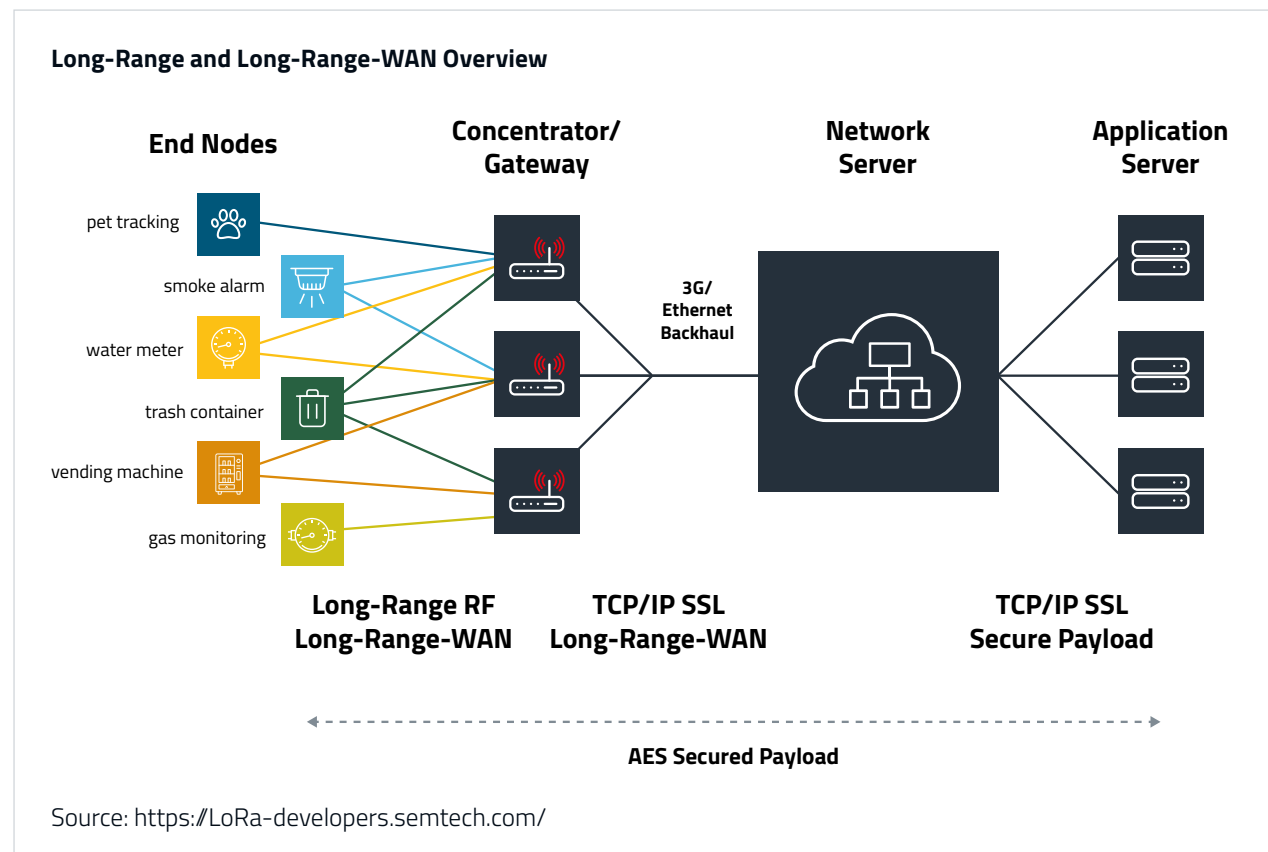 Long-Range and Long-Range-WAN Overview
End Nodes
Concentrator/
Gateway
Network
Server
Application
Server
pet tracking
smoke alarm
water meter
trash container
vending machine
gas monitoring
3G/
Ethernet
Backhaul
Long-Range RF
Long-Range-WAN
TCP/IP SSL
Long-Range-WAN
TCP/IP SSL
Secure Payload
AES Secured Payload
Source: https://LoRa-developers.semtech.com/